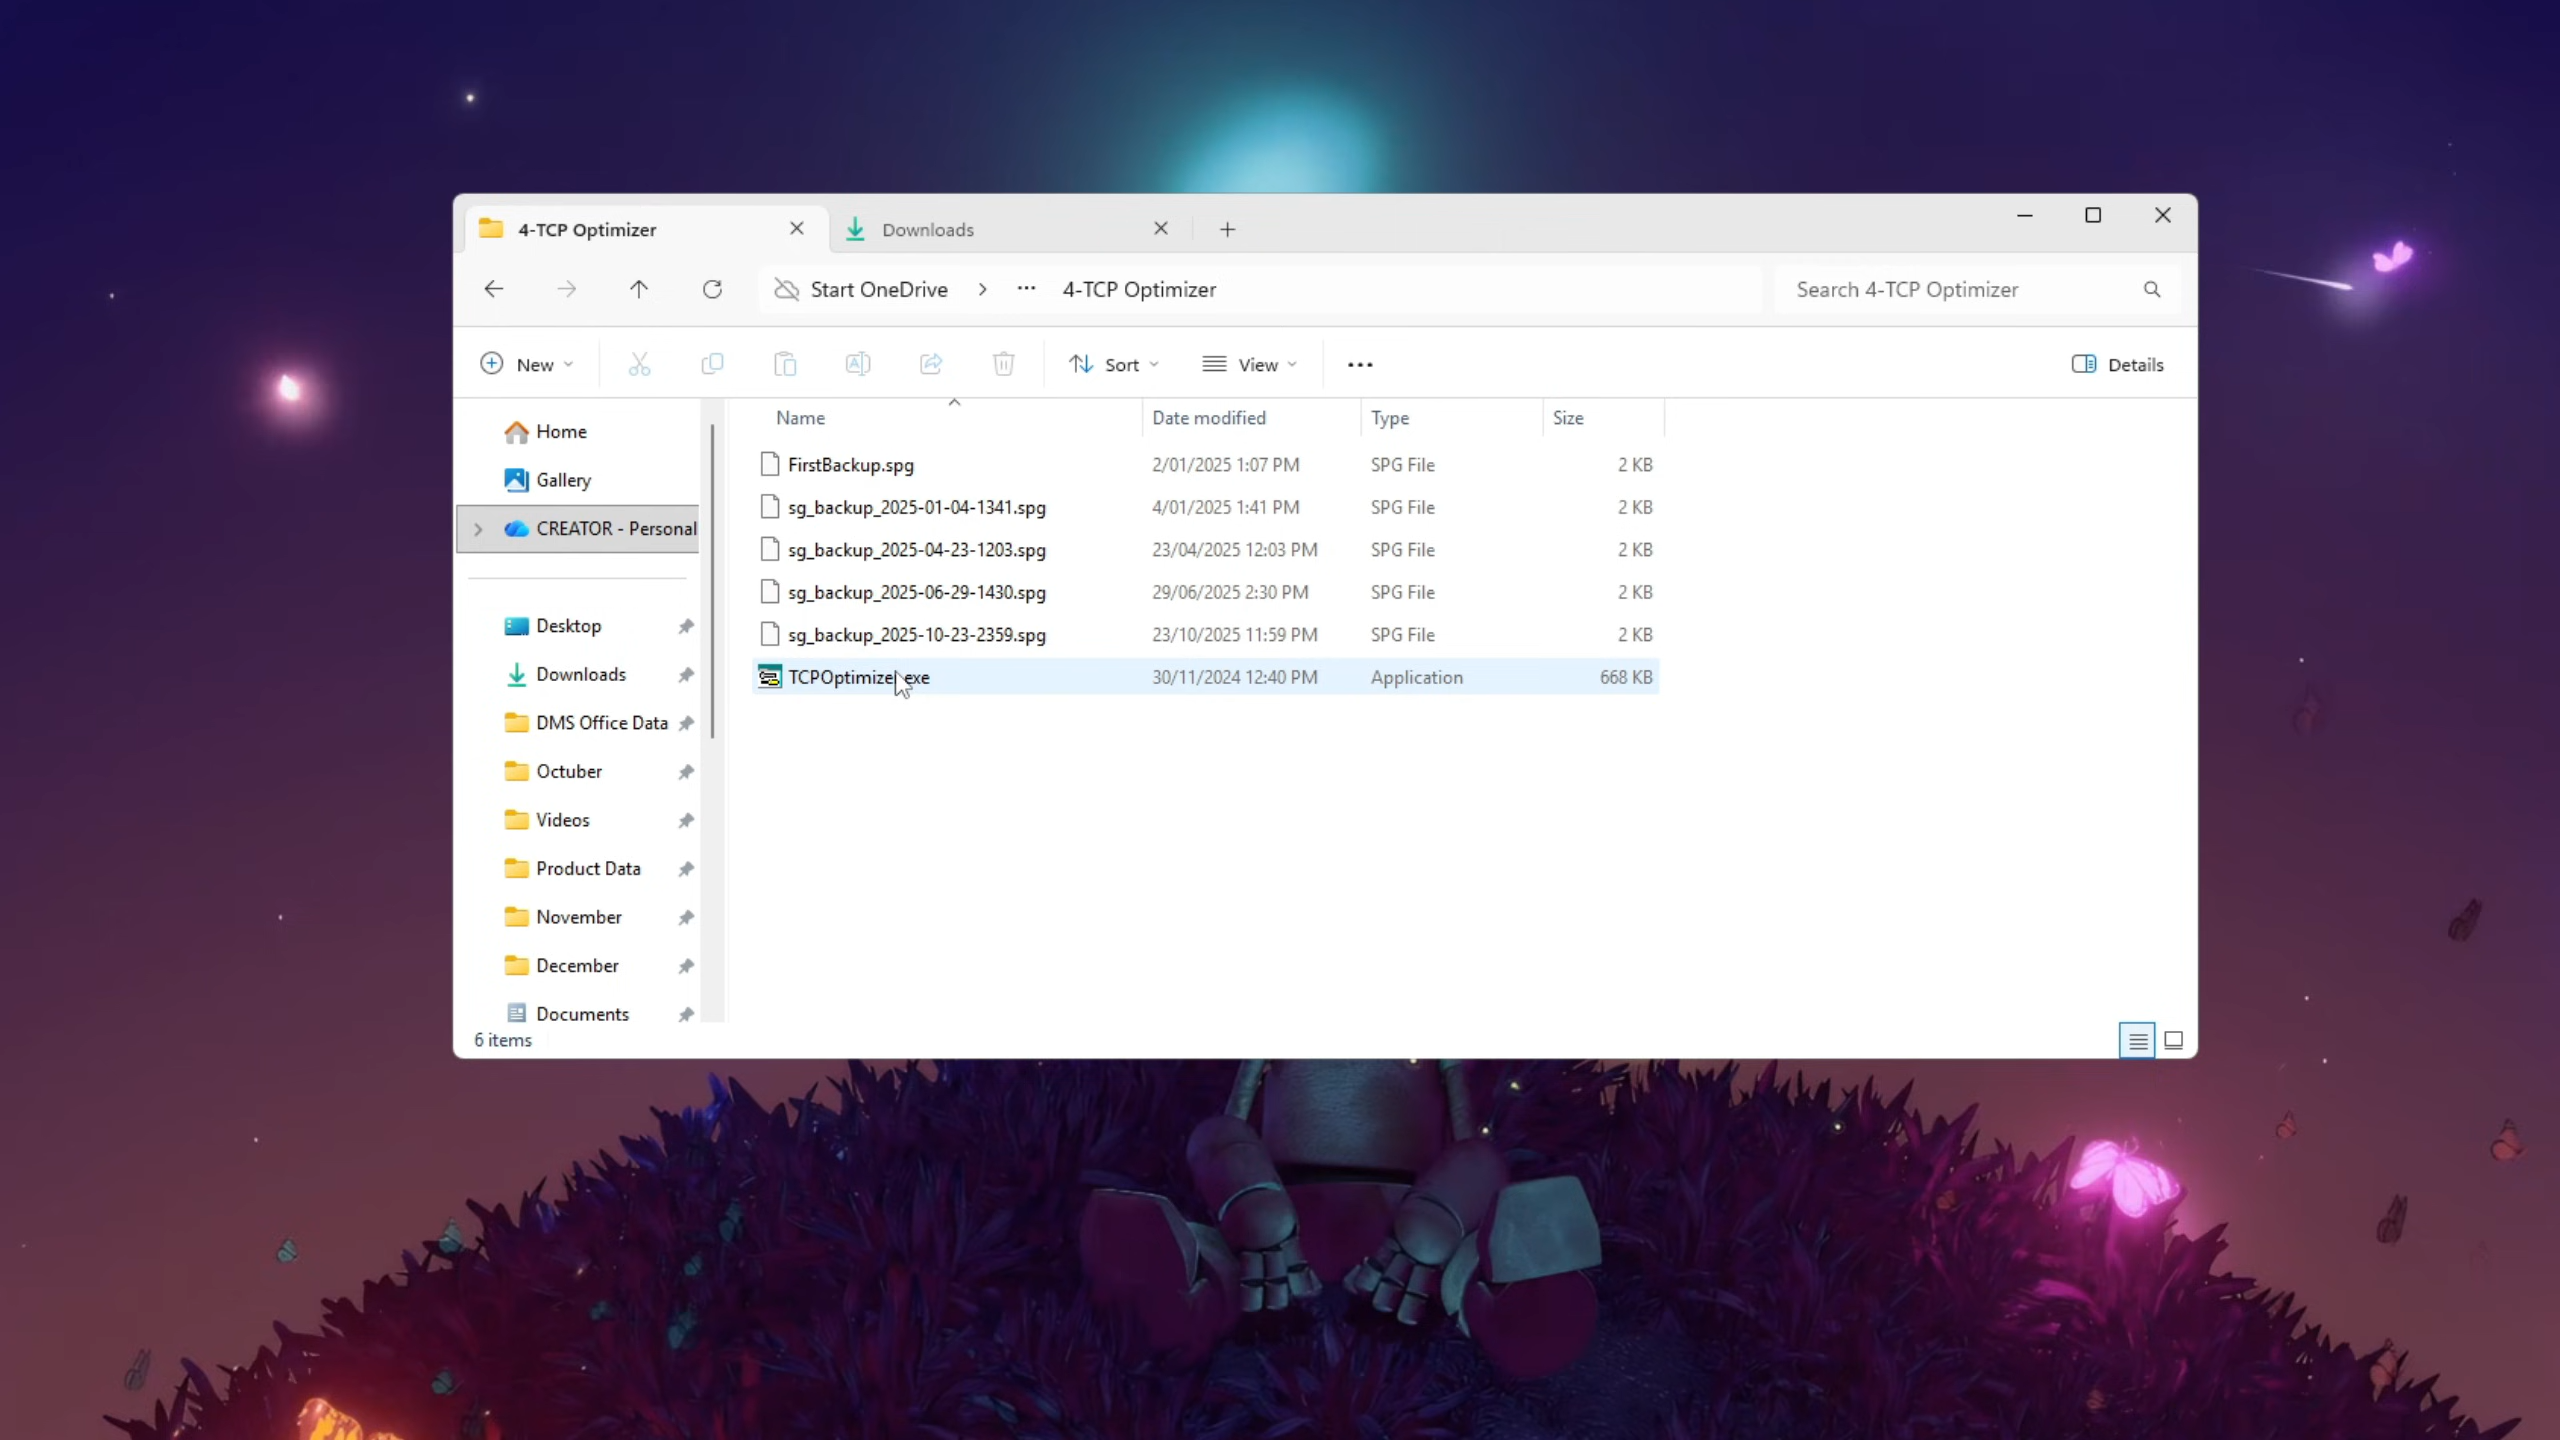 4-TCP Optimizer
Downloads
Start OneDrive > ... 4-TCP Optimizer
Search 4-TCP Optimizer
New
Sort
View
Details
Home
Gallery
CREATOR - Personal
Desktop
Downloads
DMS Office Data
Octuber
Videos
Product Data
November
December
Documents
Name Date modified Type Size
FirstBackup.spg 2/01/2025 1:07 PM SPG File 2 KB
sg_backup_2025-01-04-1341.spg 4/01/2025 1:41 PM SPG File 2 KB
sg_backup_2025-04-23-1203.spg 23/04/2025 12:03 PM SPG File 2 KB
sg_backup_2025-06-29-1430.spg 29/06/2025 2:30 PM SPG File 2 KB
sg_backup_2025-10-23-2359.spg 23/10/2025 11:59 PM SPG File 2 KB
TCPOptimizer.exe 30/11/2024 12:40 PM Application 668 KB
6 items